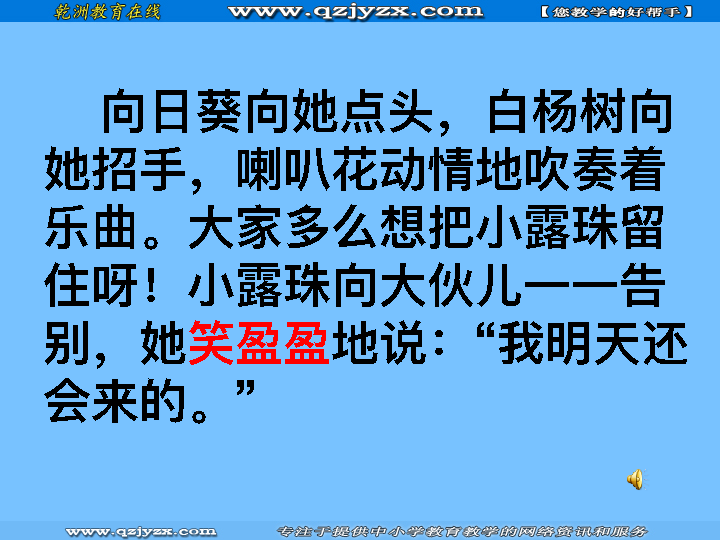 乾洲教育在线 www.qzjyzx.com 【您教学的好帮手】
向日葵向她点头，白杨树向
她招手，喇叭花动情地吹奏着
乐曲。大家多么想把小露珠留
住呀！小露珠向大伙儿一一告
别，她笑盈盈地说：“我明天还
会来的。”
www.qzjyzx.com 专注于提供中小学教育教学的网络资讯和服务